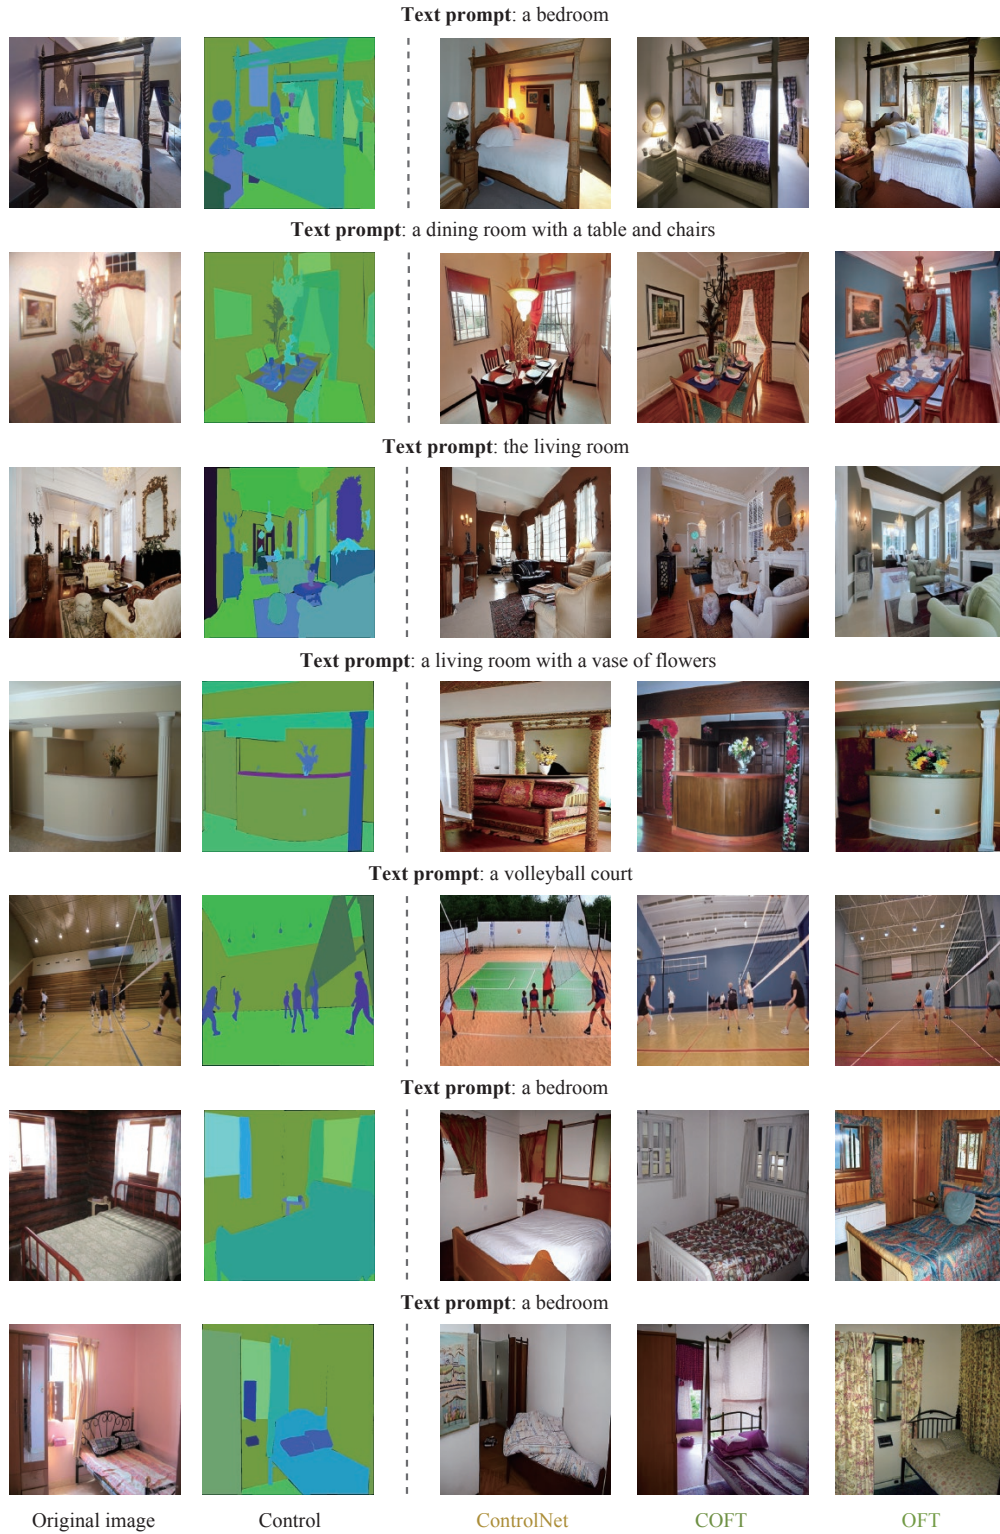 Text prompt: a bedroom
Text prompt: a dining room with a table and chairs
Text prompt: the living room
Text prompt: a living room with a vase of flowers
Text prompt: a volleyball court
Text prompt: a bedroom
Text prompt: a bedroom
Original image Control ControlNet COFT OFT